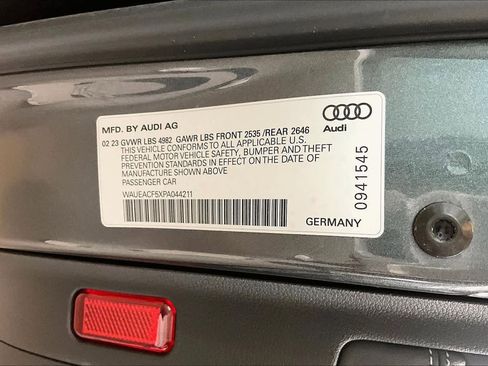 MFD. BY AUDI AG
Audi
02 23 GVWR LBS 4982 GAWR LBS FRONT 2535 /REAR 2646
THIS VEHICLE CONFORMS TO ALL APPLICABLE U.S.
FEDERAL MOTOR VEHICLE SAFETY, BUMPER AND THEFT
PREVENTION STANDARDS IN EFFECT ON THE DATE OF
MANUFACTURE SHOWN ABOVE
PASSENGER CAR
WAUEACF5XPA044211
0941545
GERMANY